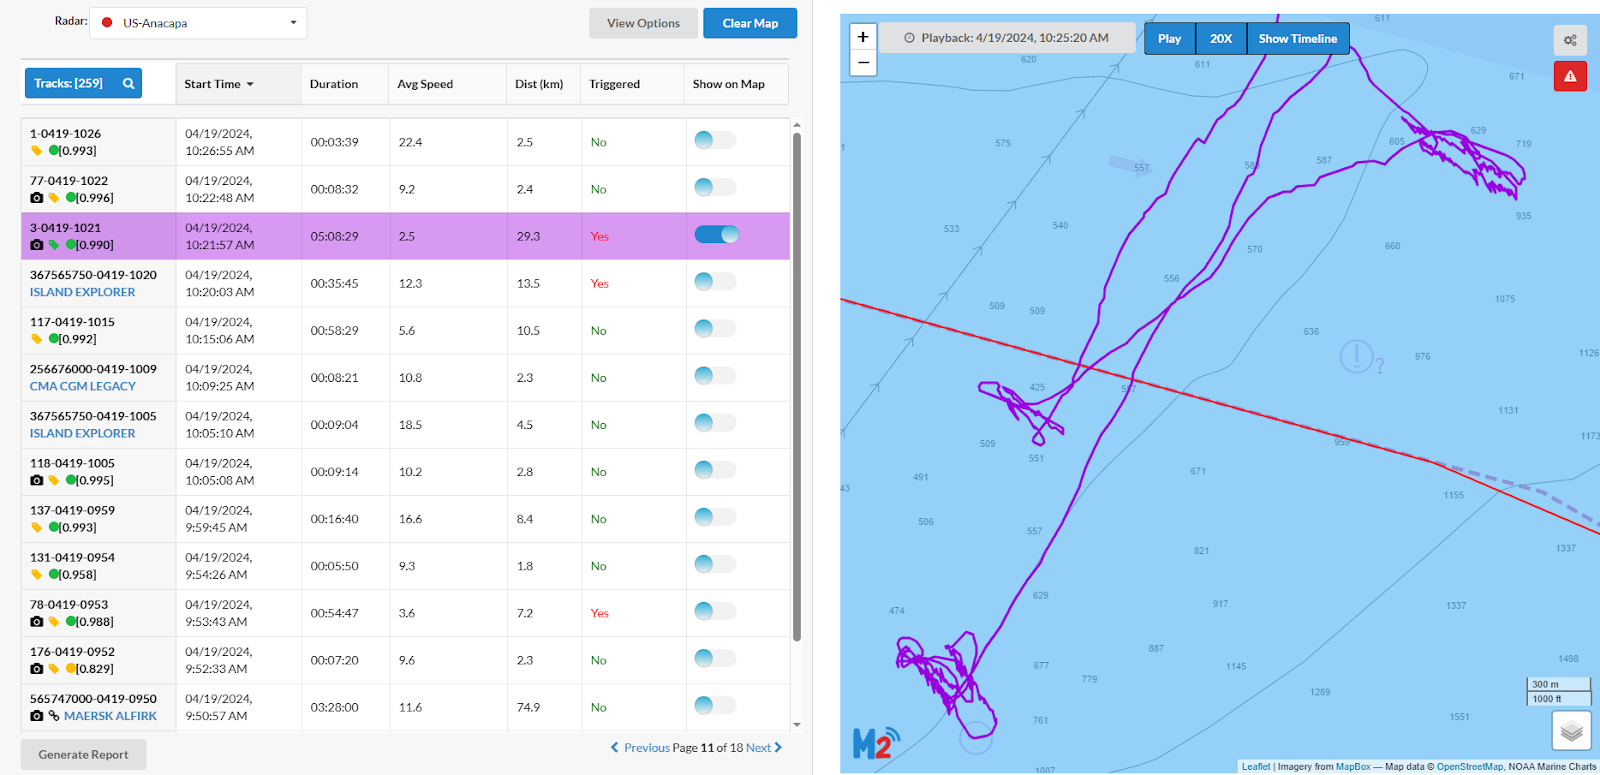 Radar: US-Anacapa
View Options
Clear Map
Tracks: [259]
Start Time
Duration
Avg Speed
Dist (km)
Triggered
Show on Map
1-0419-1026
[0.993]
04/19/2024,
10:26:55 AM
00:03:39
22.4
2.5
No
77-0419-1022
[0.996]
04/19/2024,
10:22:48 AM
00:08:32
9.2
2.4
No
3-0419-1021
[0.990]
04/19/2024,
10:21:57 AM
05:08:29
2.5
29.3
Yes
367565750-0419-1020
ISLAND EXPLORER
04/19/2024,
10:20:03 AM
00:35:45
12.3
13.5
Yes
117-0419-1015
[0.992]
04/19/2024,
10:15:06 AM
00:58:29
5.6
10.5
No
256676000-0419-1009
CMA CGM LEGACY
04/19/2024,
10:09:25 AM
00:08:21
10.8
2.3
No
367565750-0419-1005
ISLAND EXPLORER
04/19/2024,
10:05:10 AM
00:09:04
18.5
4.5
No
118-0419-1005
[0.995]
04/19/2024,
10:05:08 AM
00:09:14
10.2
2.8
No
137-0419-0959
[0.993]
04/19/2024,
9:59:45 AM
00:16:40
16.6
8.4
No
131-0419-0954
[0.958]
04/19/2024,
9:54:26 AM
00:05:50
9.3
1.8
No
78-0419-0953
[0.988]
04/19/2024,
9:53:43 AM
00:54:47
3.6
7.2
Yes
176-0419-0952
[0.829]
04/19/2024,
9:52:33 AM
00:07:20
9.6
2.3
No
565747000-0419-0950
MAERSK ALFIRK
04/19/2024,
9:50:57 AM
03:28:00
11.6
74.9
No
Generate Report
Previous Page 11 of 18 Next
+
−
Playback: 4/19/2024, 10:25:20 AM
Play
20X
Show Timeline
611
620
611
671
575
557
587
605
629
719
533
540
570
660
935
556
509
509
636
976
1075
1126
?
425
1131
509
551
959
1173
491
671
1155
506
557
821
1337
629
917
1337
474
677
779
887
1145
1498
1289
761
1551
1007
300 m
1000 ft
M2
Leaflet | Imagery from MapBox — Map data © OpenStreetMap, NOAA Marine Charts